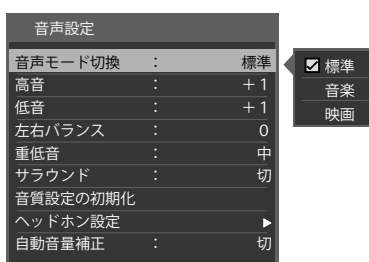 音声設定
音声モード切換 : 標準
高音 : +1
低音 : +1
左右バランス : 0
重低音 : 中
サラウンド : 切
音質設定の初期化
ヘッドホン設定
自動音量補正 : 切
標準
音楽
映画